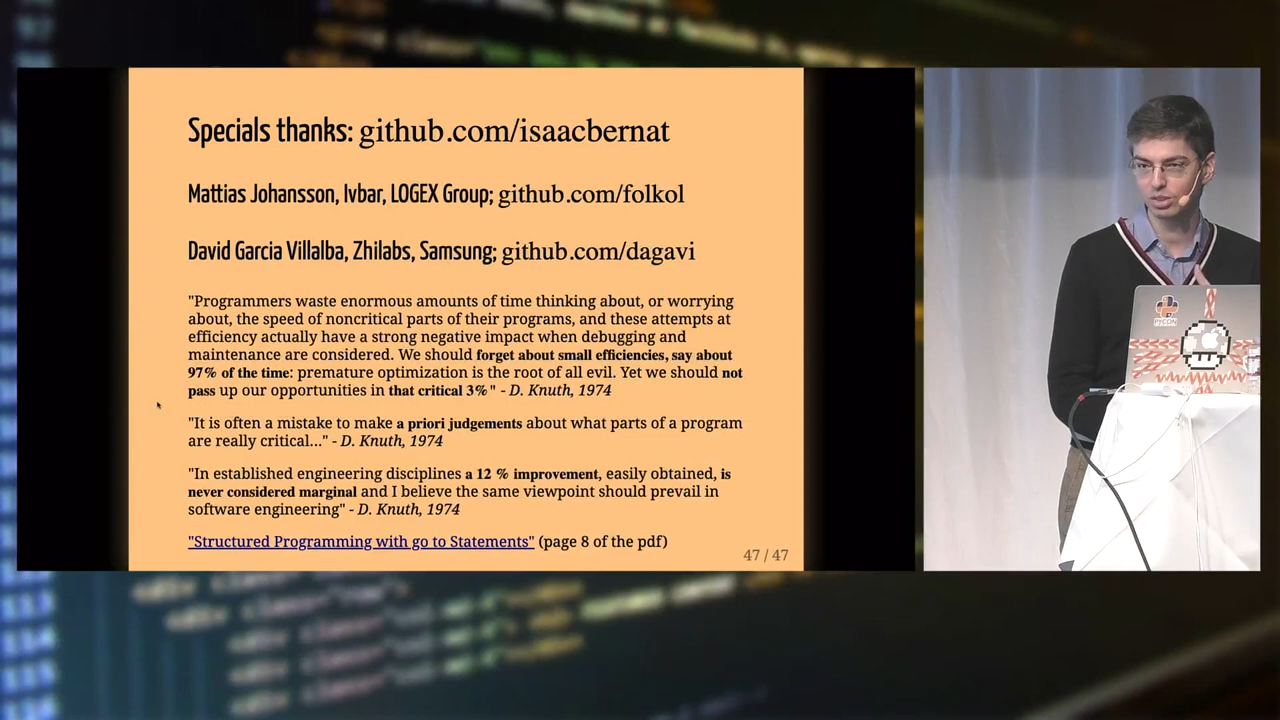 Specials thanks: github.com/isaacbernat
Mattias Johansson, Ivbar, LOGEX Group; github.com/folkol
David Garcia Villalba, Zhilabs, Samsung; github.com/dagavi
"Programmers waste enormous amounts of time thinking about, or worrying
about, the speed of noncritical parts of their programs, and these attempts at
efficiency actually have a strong negative impact when debugging and
maintenance are considered. We should forget about small efficiencies, say about
97% of the time: premature optimization is the root of all evil. Yet we should not
pass up our opportunities in that critical 3%" - D. Knuth, 1974
"It is often a mistake to make a priori judgements about what parts of a program
are really critical..." - D. Knuth, 1974
"In established engineering disciplines a 12 % improvement, easily obtained, is
never considered marginal and I believe the same viewpoint should prevail in
software engineering" - D. Knuth, 1974
"Structured Programming with go to Statements" (page 8 of the pdf)
47 / 47
PYCON